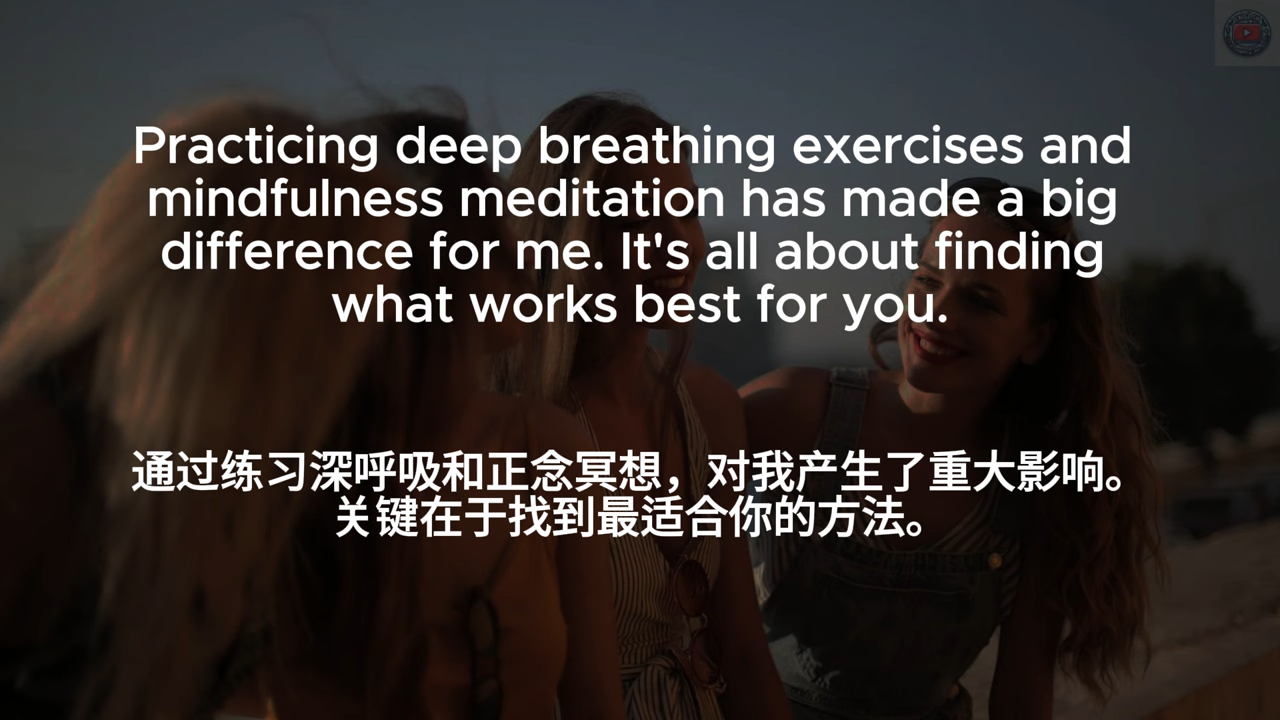 Practicing deep breathing exercises and
mindfulness meditation has made a big
difference for me. It's all about finding
what works best for you.
通过练习深呼吸和正念冥想，对我产生了重大影响。
关键在于找到最适合你的方法。